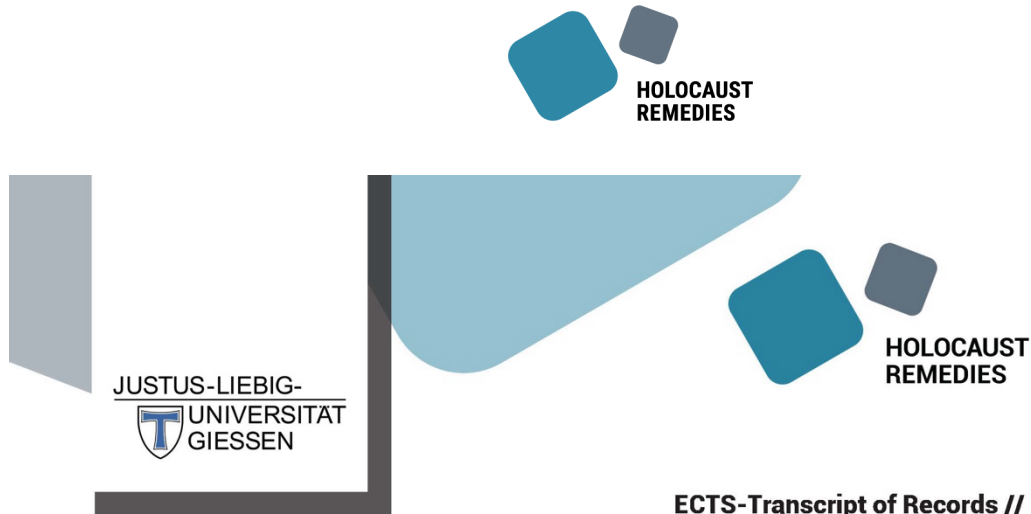 HOLOCAUST
REMEDIES
HOLOCAUST
REMEDIES
JUSTUS-LIEBIG-
UNIVERSITÄT
GIESSEN
ECTS-Transcript of Records //